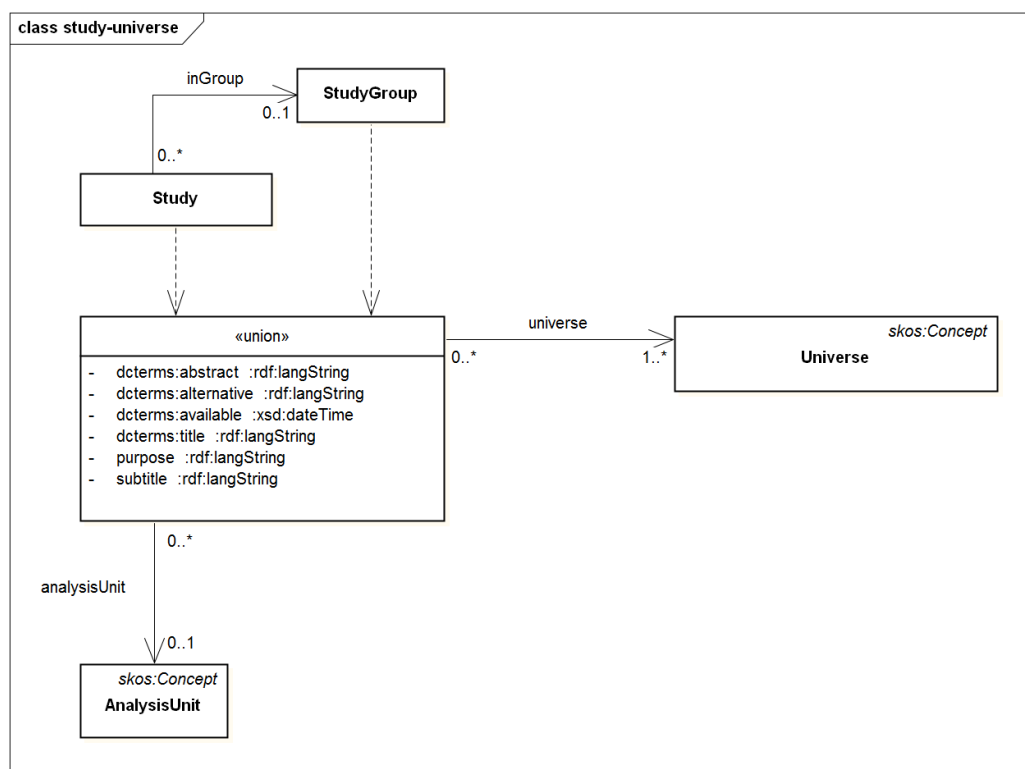 class study-universe
inGroup
StudyGroup
0..1
0..*
Study
«union»
- dcterms:abstract :rdf:langString
- dcterms:alternative :rdf:langString
- dcterms:available :xsd:dateTime
- dcterms:title :rdf:langString
- purpose :rdf:langString
- subtitle :rdf:langString
universe
0..*
1..*
skos:Concept
Universe
0..*
analysisUnit
0..1
skos:Concept
AnalysisUnit